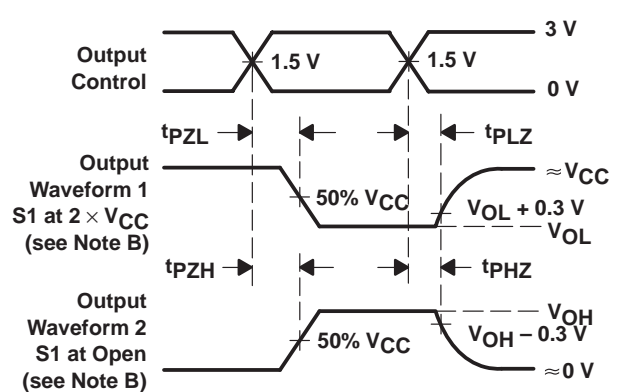 3 V
Output
Control
1.5 V
1.5 V
0 V
tPZL
tPLZ
Output
Waveform 1
S1 at 2 × VCC
(see Note B)
≈VCC
50% VCC
VOL + 0.3 V
VOL
tPZH
tPHZ
Output
Waveform 2
S1 at Open
(see Note B)
VOH
50% VCC
VOH – 0.3 V
≈0 V